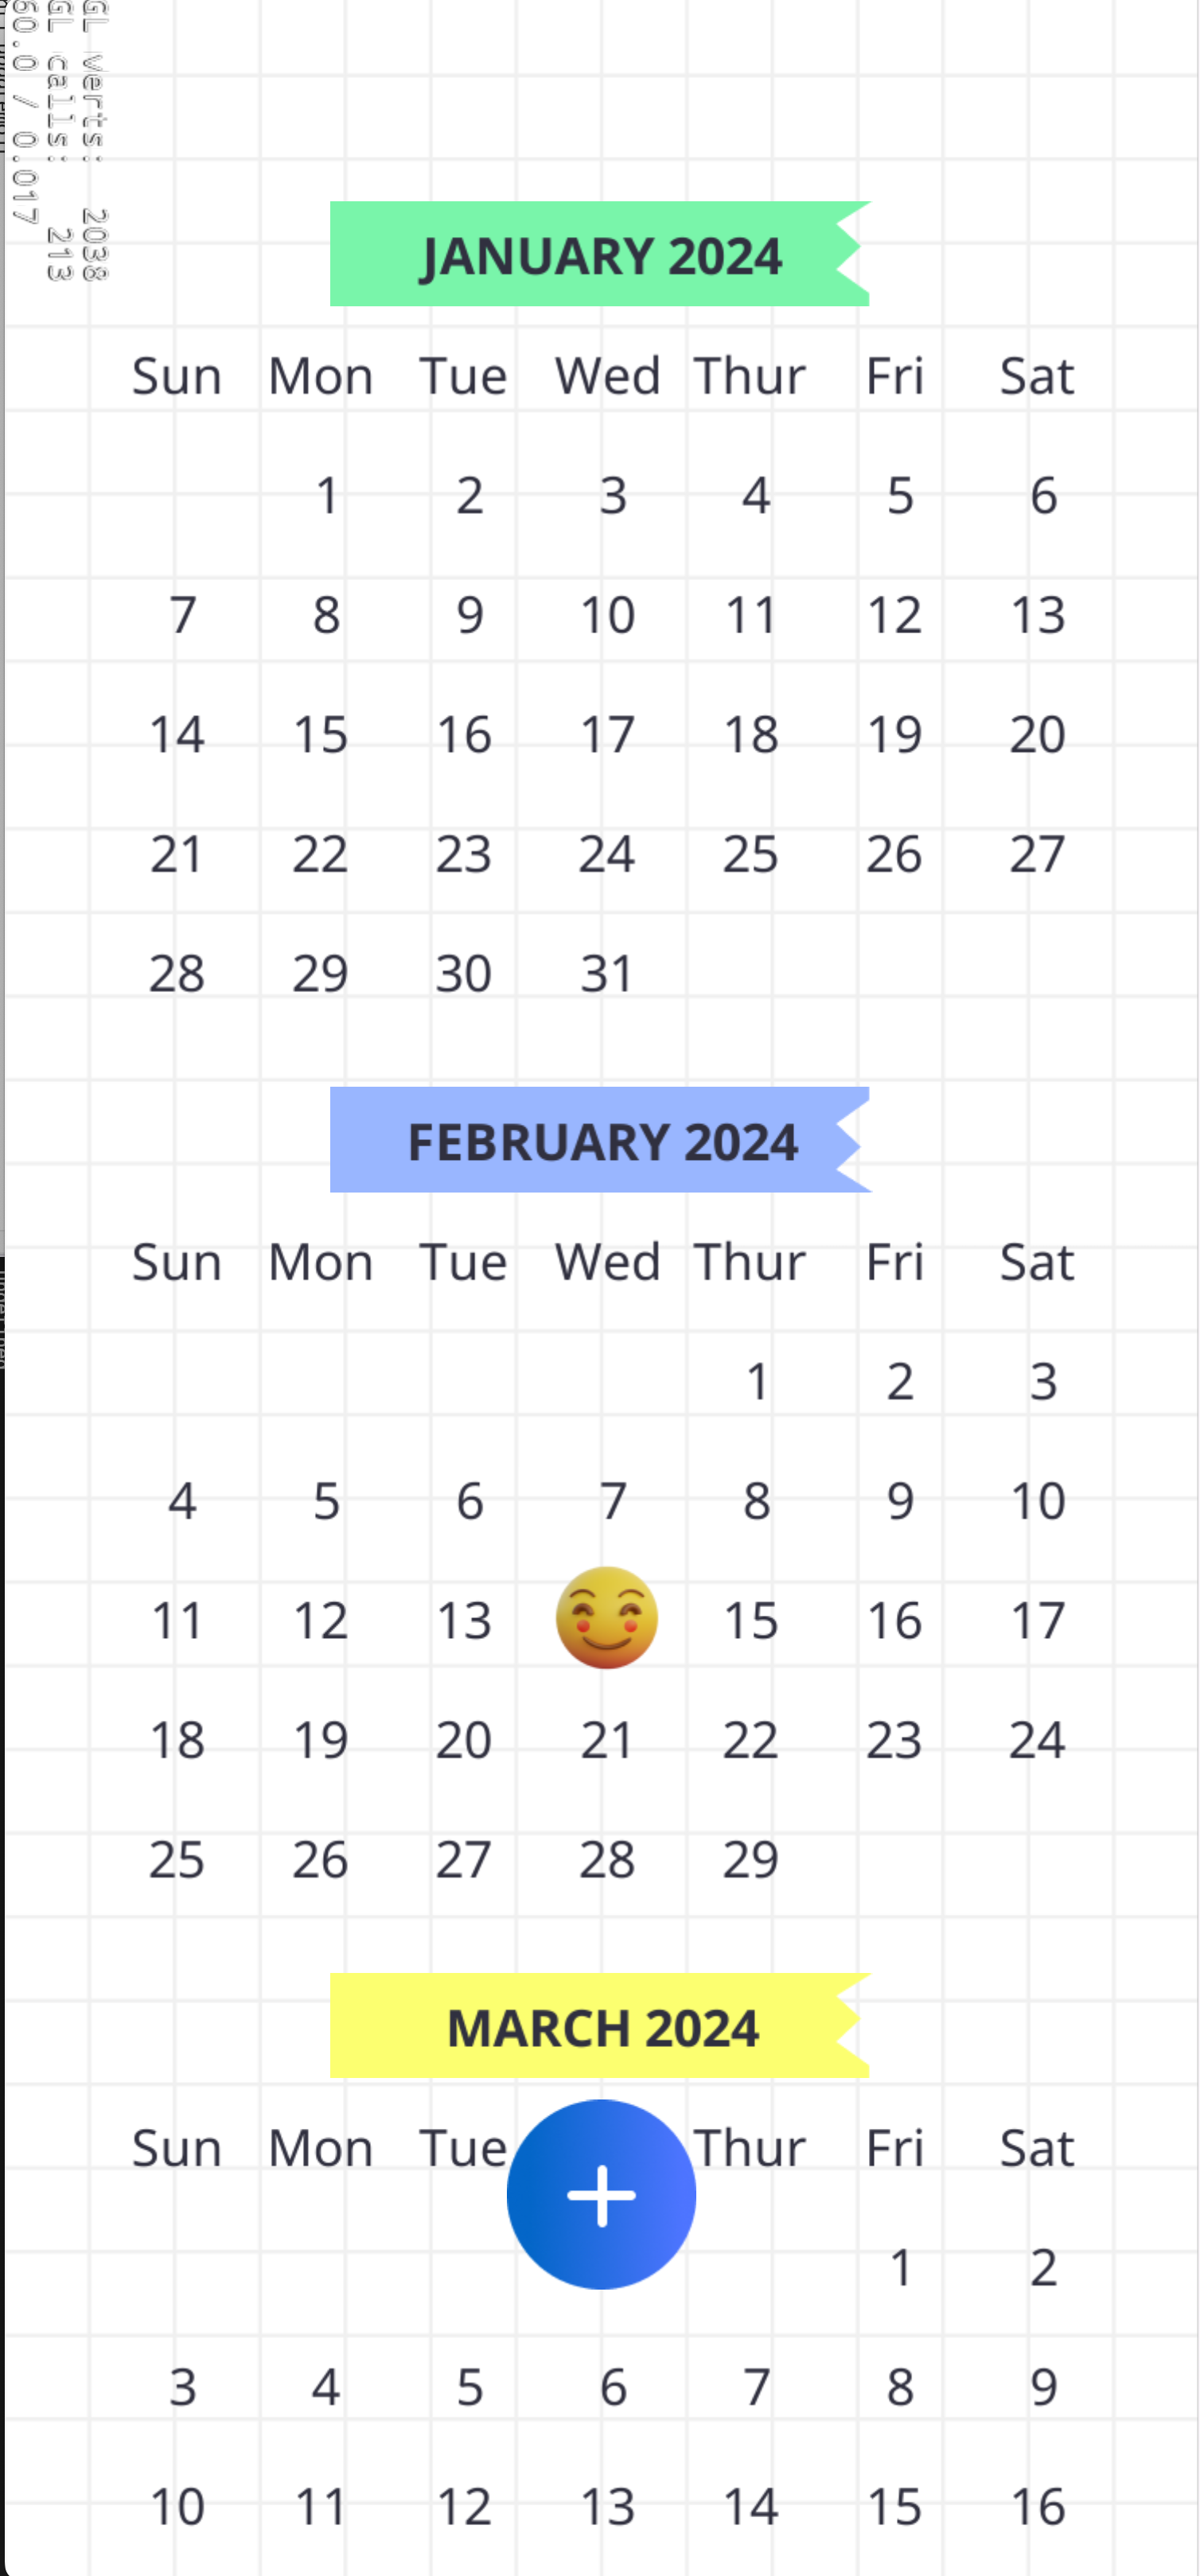 GL verts: 2038
GL calls: 213
60.0 / 0.017
JANUARY 2024
Sun Mon Tue Wed Thur Fri Sat
1 2 3 4 5 6
7 8 9 10 11 12 13
14 15 16 17 18 19 20
21 22 23 24 25 26 27
28 29 30 31
FEBRUARY 2024
Sun Mon Tue Wed Thur Fri Sat
1 2 3
4 5 6 7 8 9 10
11 12 13 15 16 17
18 19 20 21 22 23 24
25 26 27 28 29
MARCH 2024
Sun Mon Tue Thur Fri Sat
1 2
3 4 5 6 7 8 9
10 11 12 13 14 15 16